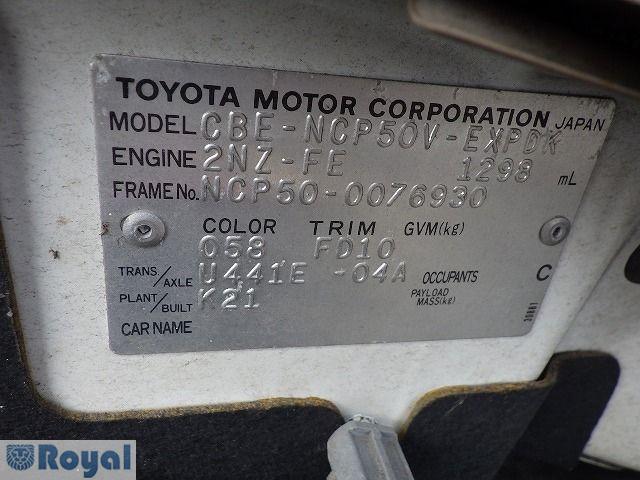 TOYOTA MOTOR CORPORATION JAPAN
MODEL CBE-NCP50V-EXPDK
ENGINE 2NZ-FE 1298 mL
FRAME No. NCP50-0076930
COLOR TRIM GVM(kg)
058 FD10
TRANS/AXLE U441E -04A OCCUPANTS C
PLANT/BUILT K21 PAYLOAD MASS(kg)
CAR NAME
Royal